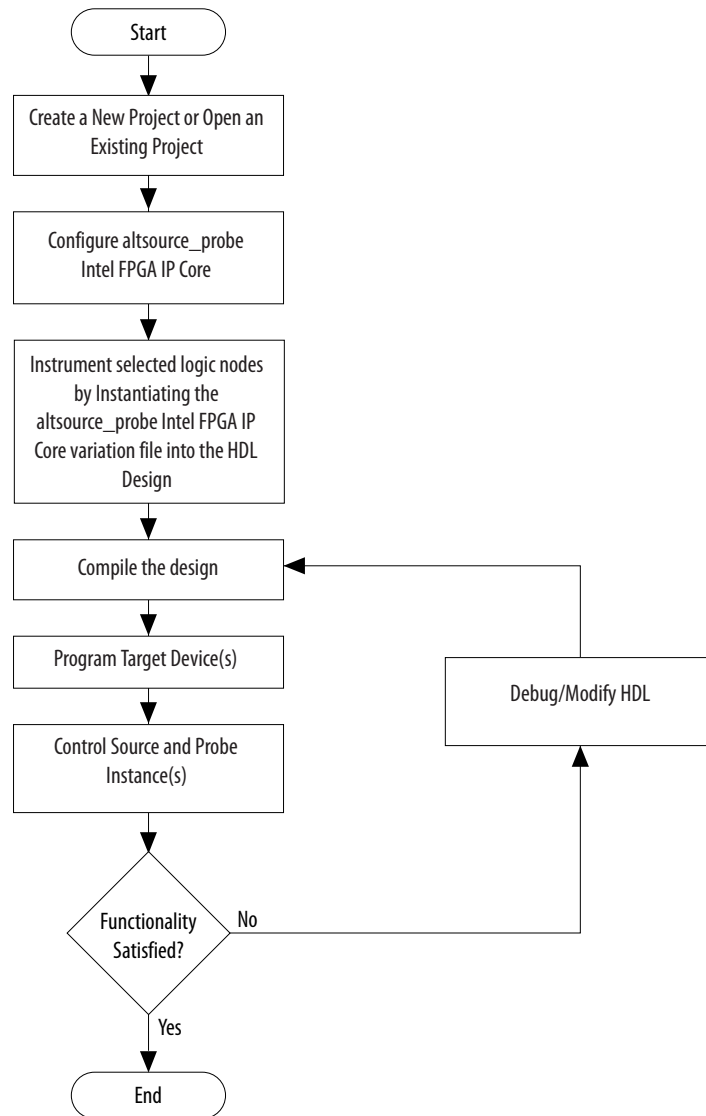 Start
Create a New Project or Open an
Existing Project
Configure altsource_probe
Intel FPGA IP Core
Instrument selected logic nodes
by Instantiating the
altsource_probe Intel FPGA IP
Core variation file into the HDL
Design
Compile the design
Program Target Device(s)
Debug/Modify HDL
Control Source and Probe
Instance(s)
Functionality
Satisfied?
No
Yes
End